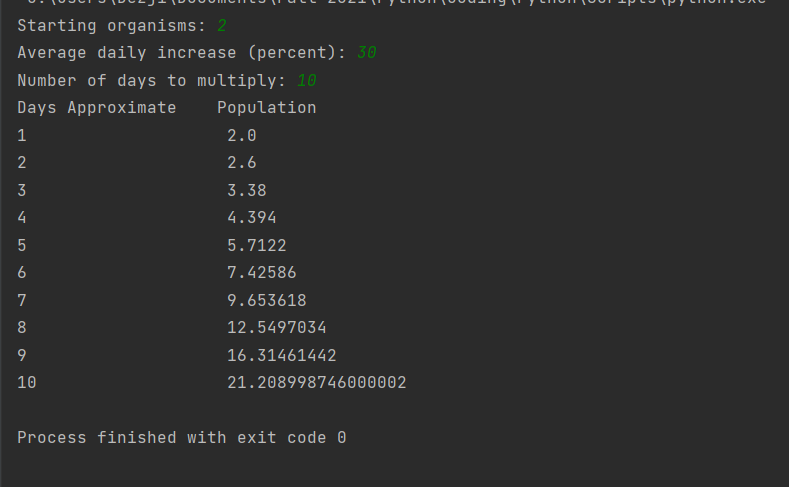 Starting organisms: 2
Average daily increase (percent): 30
Number of days to multiply: 10
Days Approximate    Population
1                    2.0
2                    2.6
3                    3.38
4                    4.394
5                    5.7122
6                    7.42586
7                    9.653618
8                    12.5497034
9                    16.31461442
10                   21.208998746000002
Process finished with exit code 0